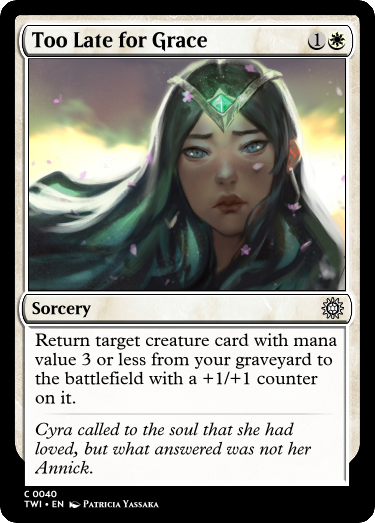 Too Late for Grace 1
Sorcery
Return target creature card with mana
value 3 or less from your graveyard to
the battlefield with a +1/+1 counter
on it.
Cyra called to the soul that she had
loved, but what answered was not her
Annick.
C 0040
TWI • EN Patricia Yassaka